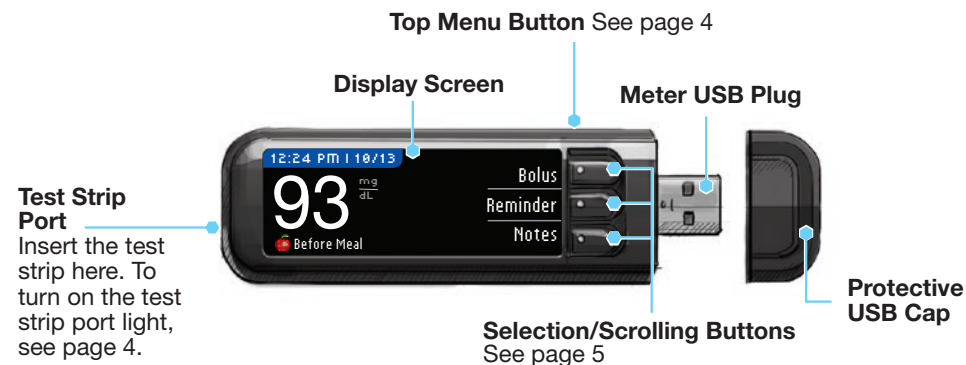 Top Menu Button See page 4
Display Screen
Meter USB Plug
12:24 PM | 10/13
93 mg/dL
Before Meal
Bolus
Reminder
Notes
Test Strip
Port
Insert the test
strip here. To
turn on the test
strip port light,
see page 4.
Selection/Scrolling Buttons
See page 5
Protective
USB Cap